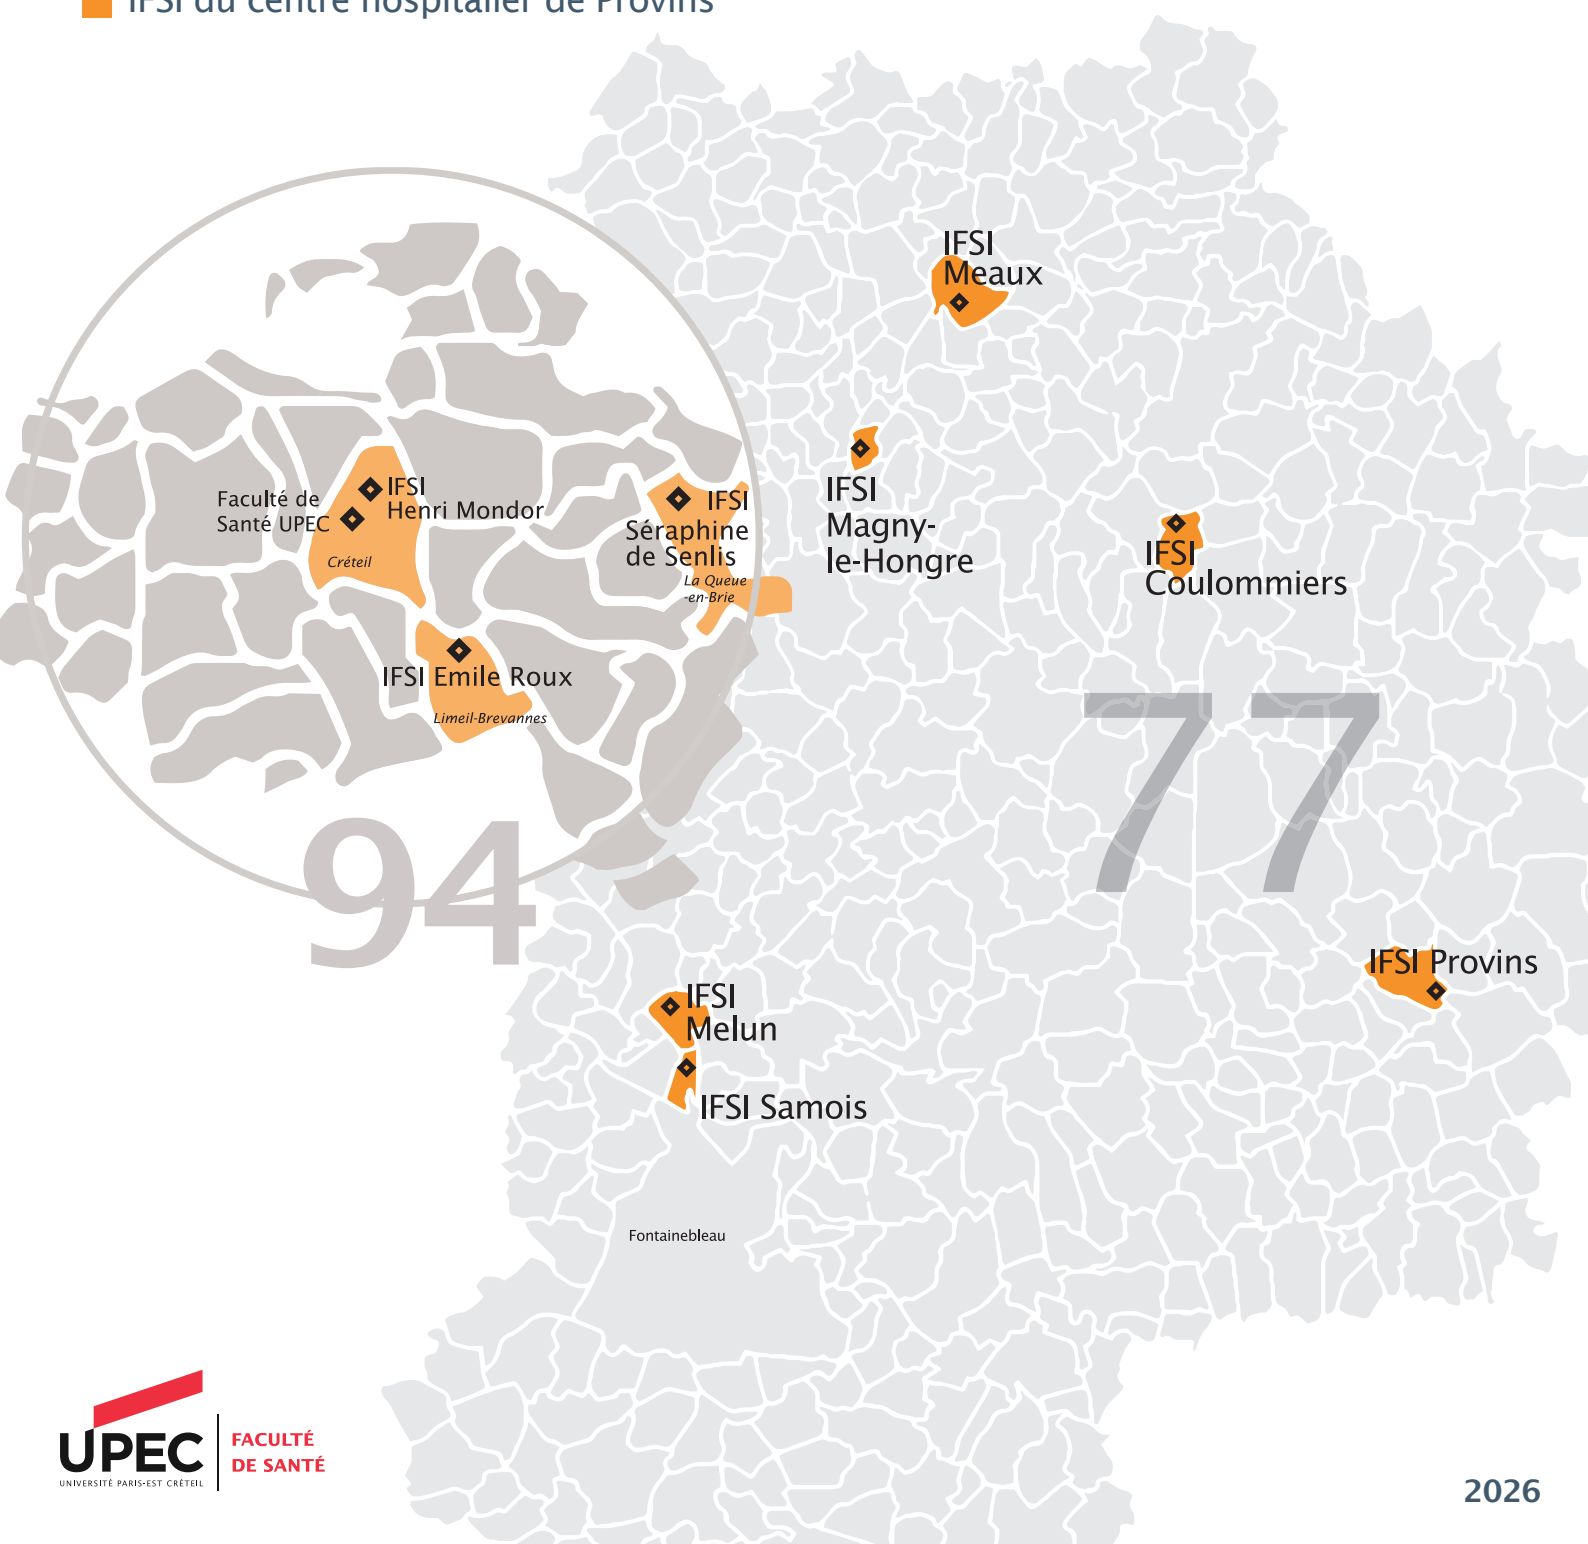 IFSI du centre hospitalier de Provins
IFSI
Meaux
IFSI
Magny-
le-Hongre
IFSI
Coulommiers
Faculté de
Santé UPEC
IFSI
Henri Mondor
Créteil
IFSI
Séraphine
de Senlis
La Queue
-en-Brie
IFSI Emile Roux
Limeil-Brevannes
94
77
IFSI Provins
IFSI
Melun
IFSI Samois
Fontainebleau
UPEC
UNIVERSITÉ PARIS-EST CRÉTEIL
FACULTÉ
DE SANTÉ
2026